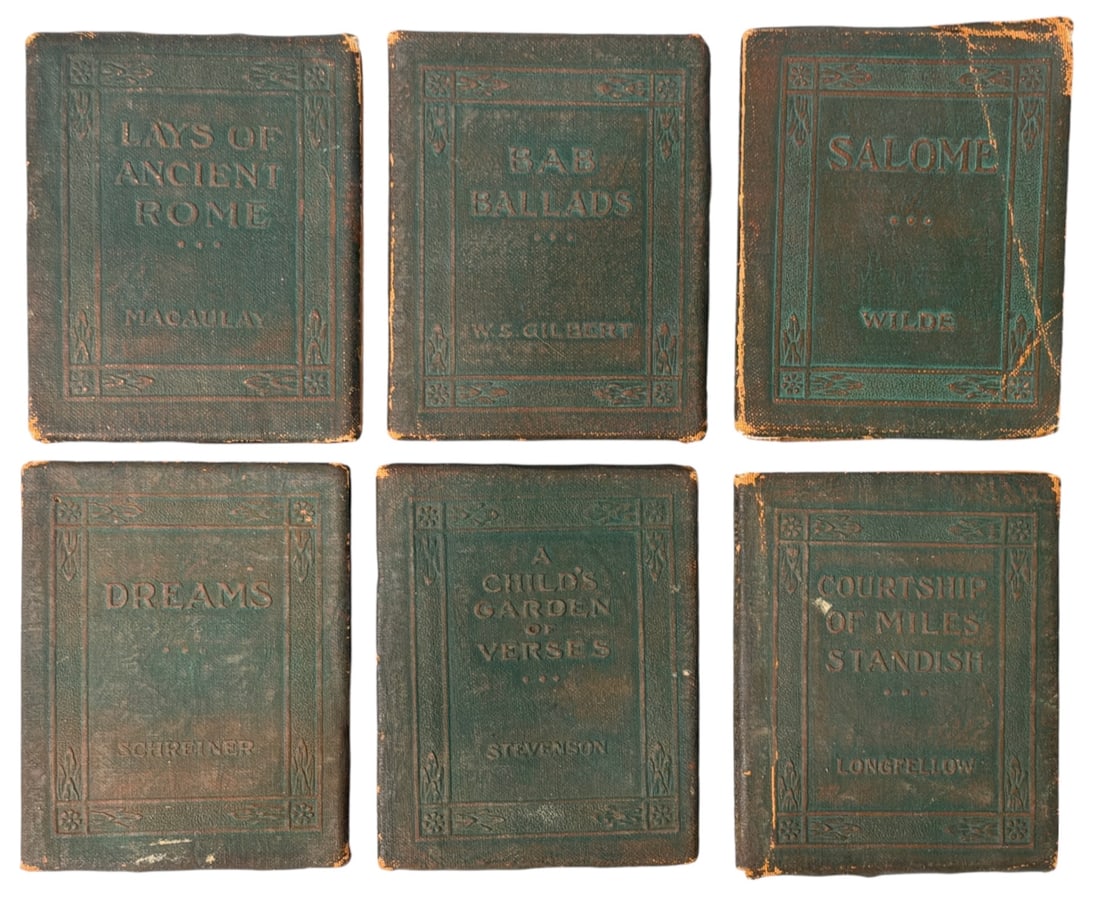 LAYS OF
ANCIENT
ROME
MACAULAY
BAB
BALLADS
W.S. GILBERT
SALOME
WILDE
DREAMS
SCHREINER
A
CHILD'S
GARDEN
OF
VERSES
STEVENSON
COURTSHIP
OF MILES
STANDISH
LONGFELLOW